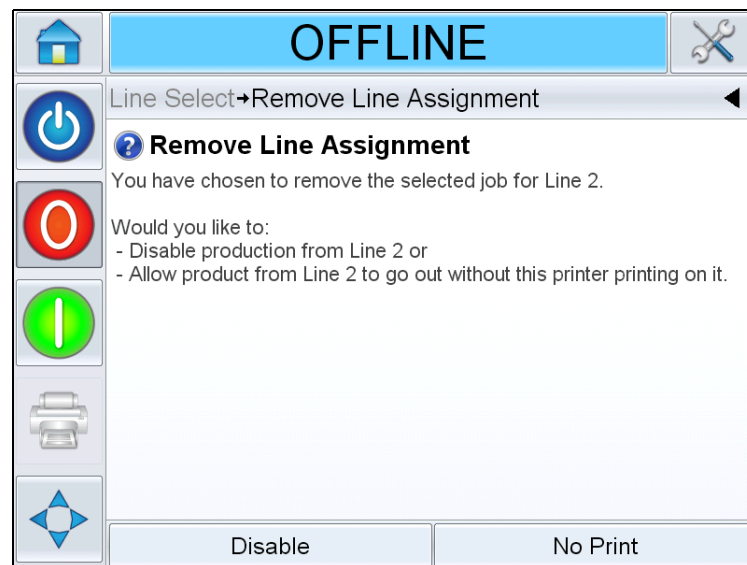 OFFLINE
Line Select➔Remove Line Assignment
Remove Line Assignment
You have chosen to remove the selected job for Line 2.
Would you like to:
- Disable production from Line 2 or
- Allow product from Line 2 to go out without this printer printing on it.
Disable
No Print